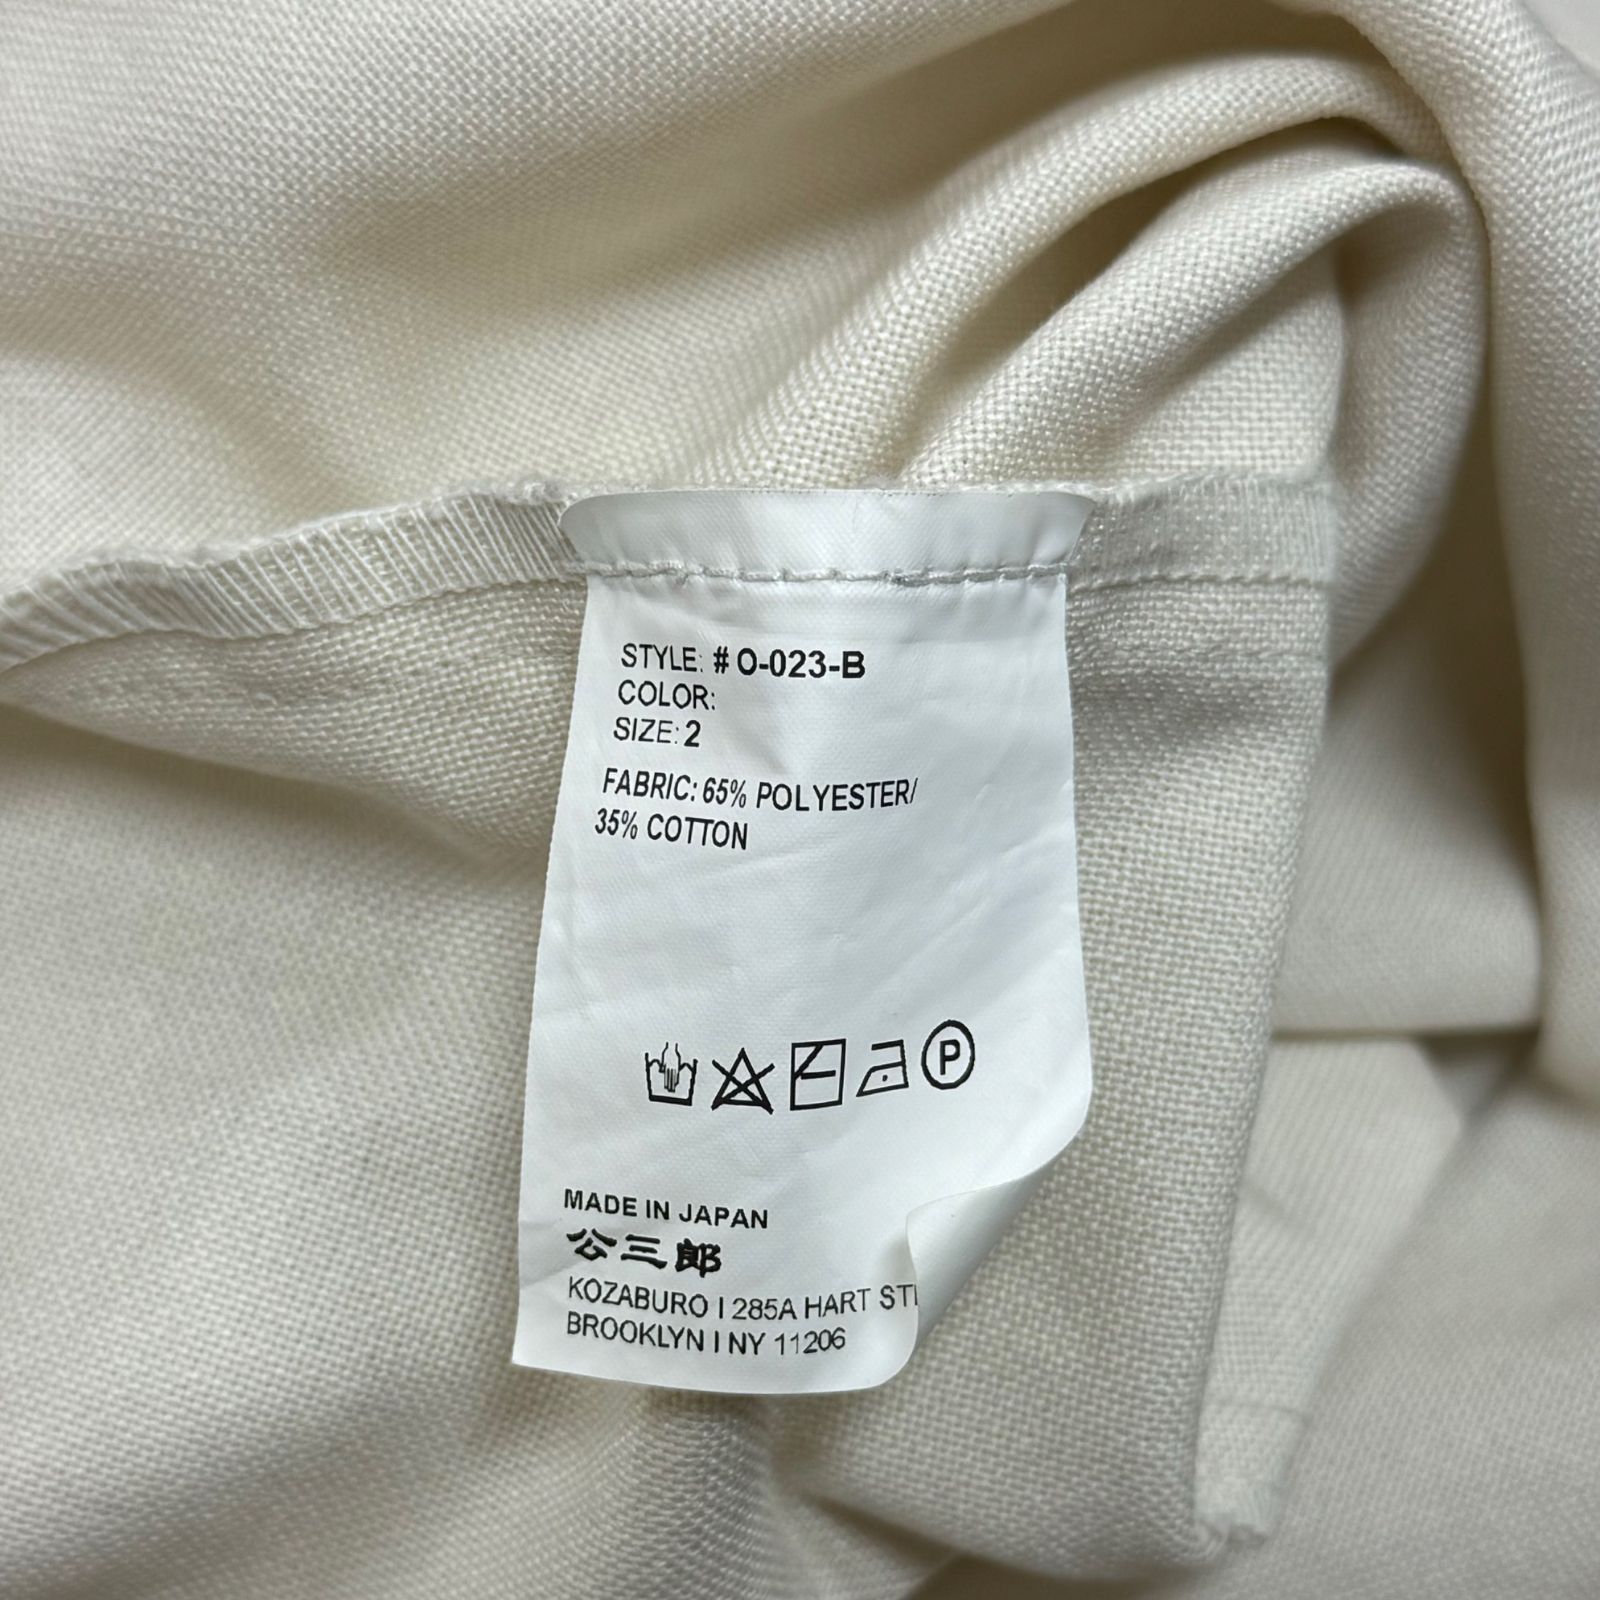 STYLE: # O-023-B
COLOR:
SIZE: 2
FABRIC: 65% POLYESTER/
35% COTTON
P
MADE IN JAPAN
公三郎
KOZABURO | 285A HART
BROOKLYN | NY 11206